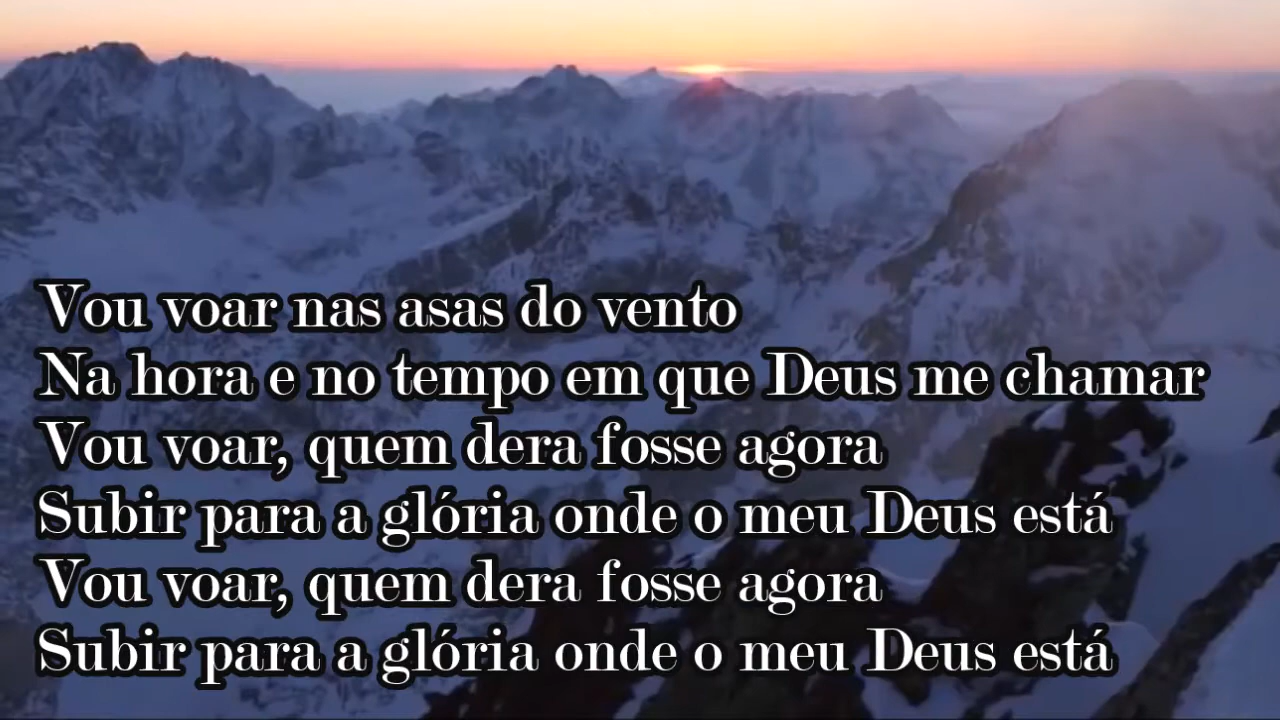 Vou voar nas asas do vento
Na hora e no tempo em que Deus me chamar
Vou voar, quem dera fosse agora
Subir para a glória onde o meu Deus está
Vou voar, quem dera fosse agora
Subir para a glória onde o meu Deus está